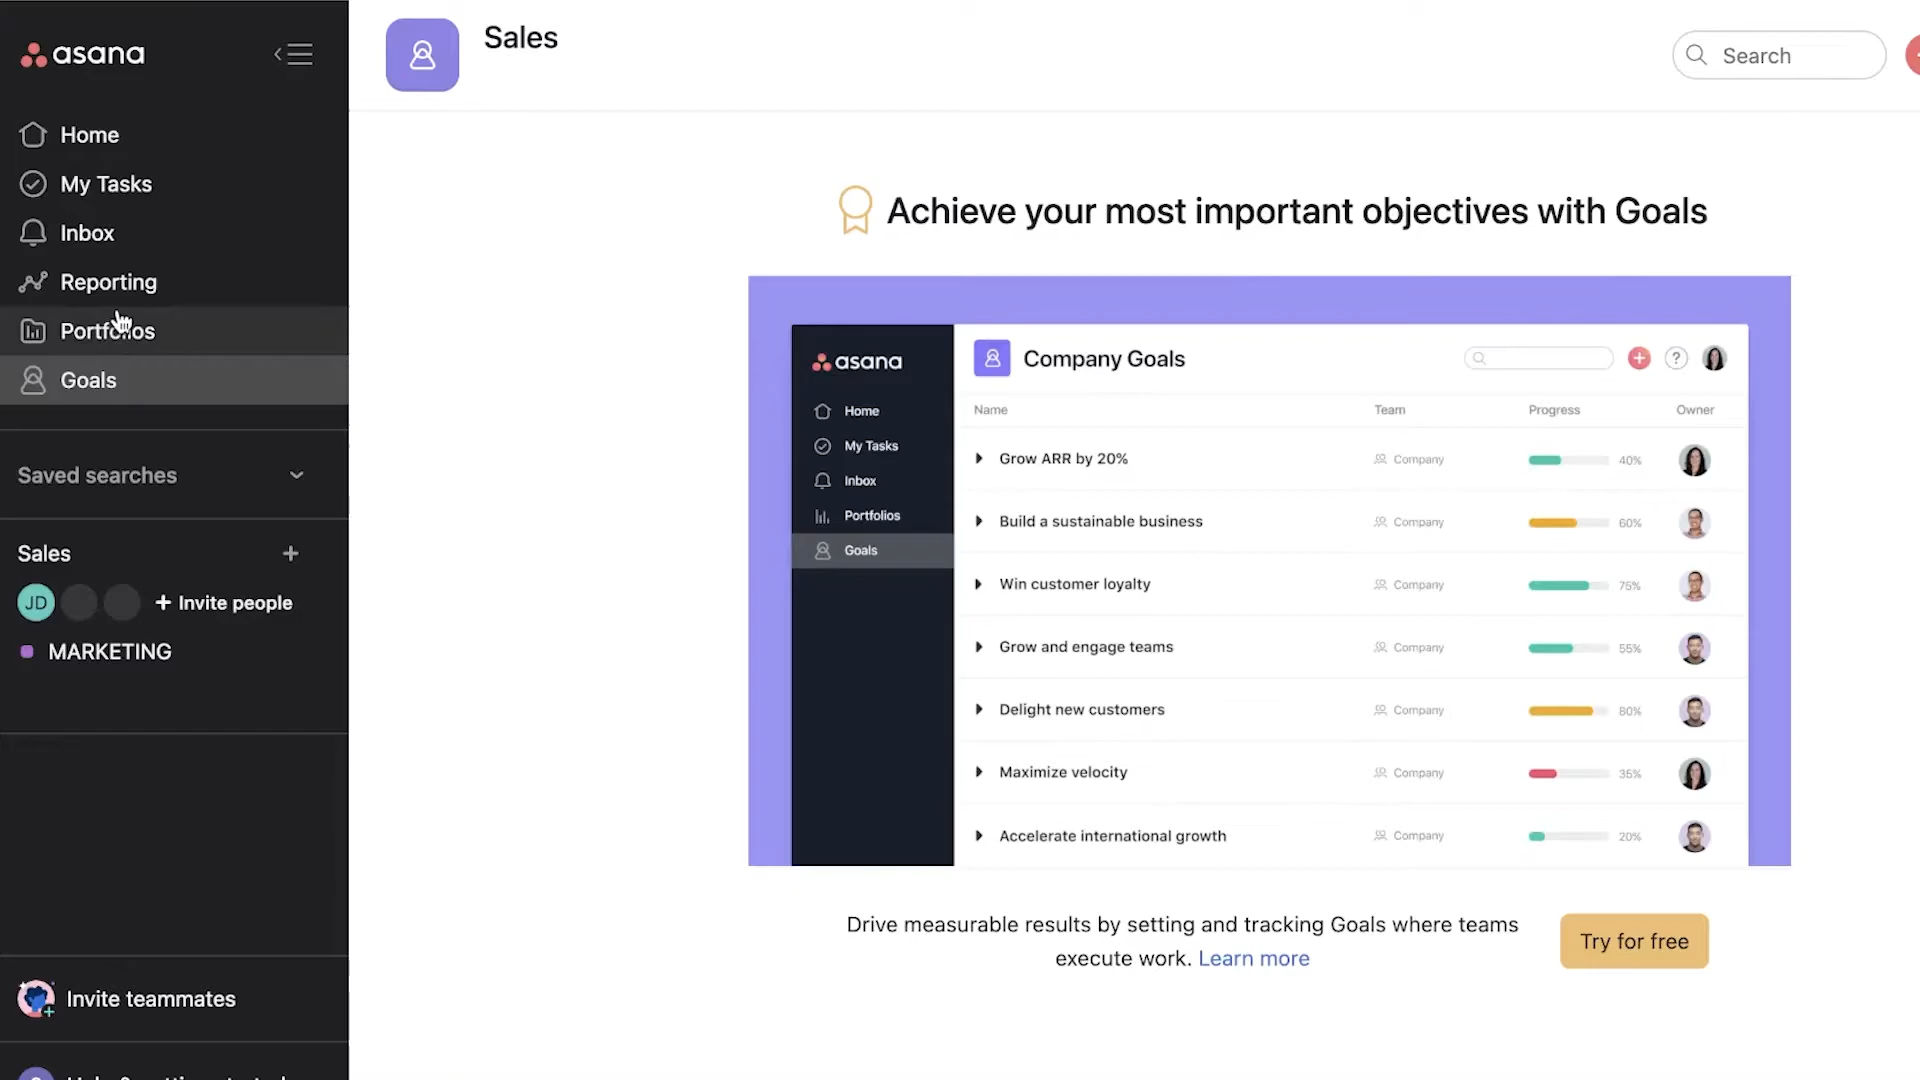 asana
Home
My Tasks
Inbox
Reporting
Portfolios
Goals
Saved searches
Sales
JD
Invite people
MARKETING
Invite teammates
Sales
Search
Achieve your most important objectives with Goals
asana
Home
My Tasks
Inbox
Portfolios
Goals
Company Goals
?
Name Team Progress Owner
Grow ARR by 20% Company 40%
Build a sustainable business Company 60%
Win customer loyalty Company 75%
Grow and engage teams Company 55%
Delight new customers Company 80%
Maximize velocity Company 35%
Accelerate international growth Company 20%
Drive measurable results by setting and tracking Goals where teams
execute work. Learn more
Try for free